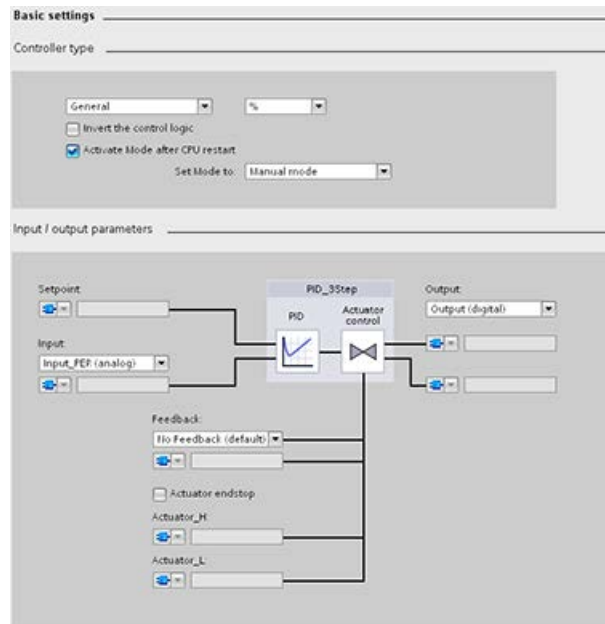 Basic settings
Controller type
General %
Invert the control logic
Activate Mode after CPU restart
Set Mode to: Manual mode
Input / output parameters
Setpoint:
PID_3Step
Output:
PID
Actuator control
Output (digital)
Input:
Input_PER (analog)
Feedback:
No Feedback (default)
Actuator endstop
Actuator_H:
Actuator_L: